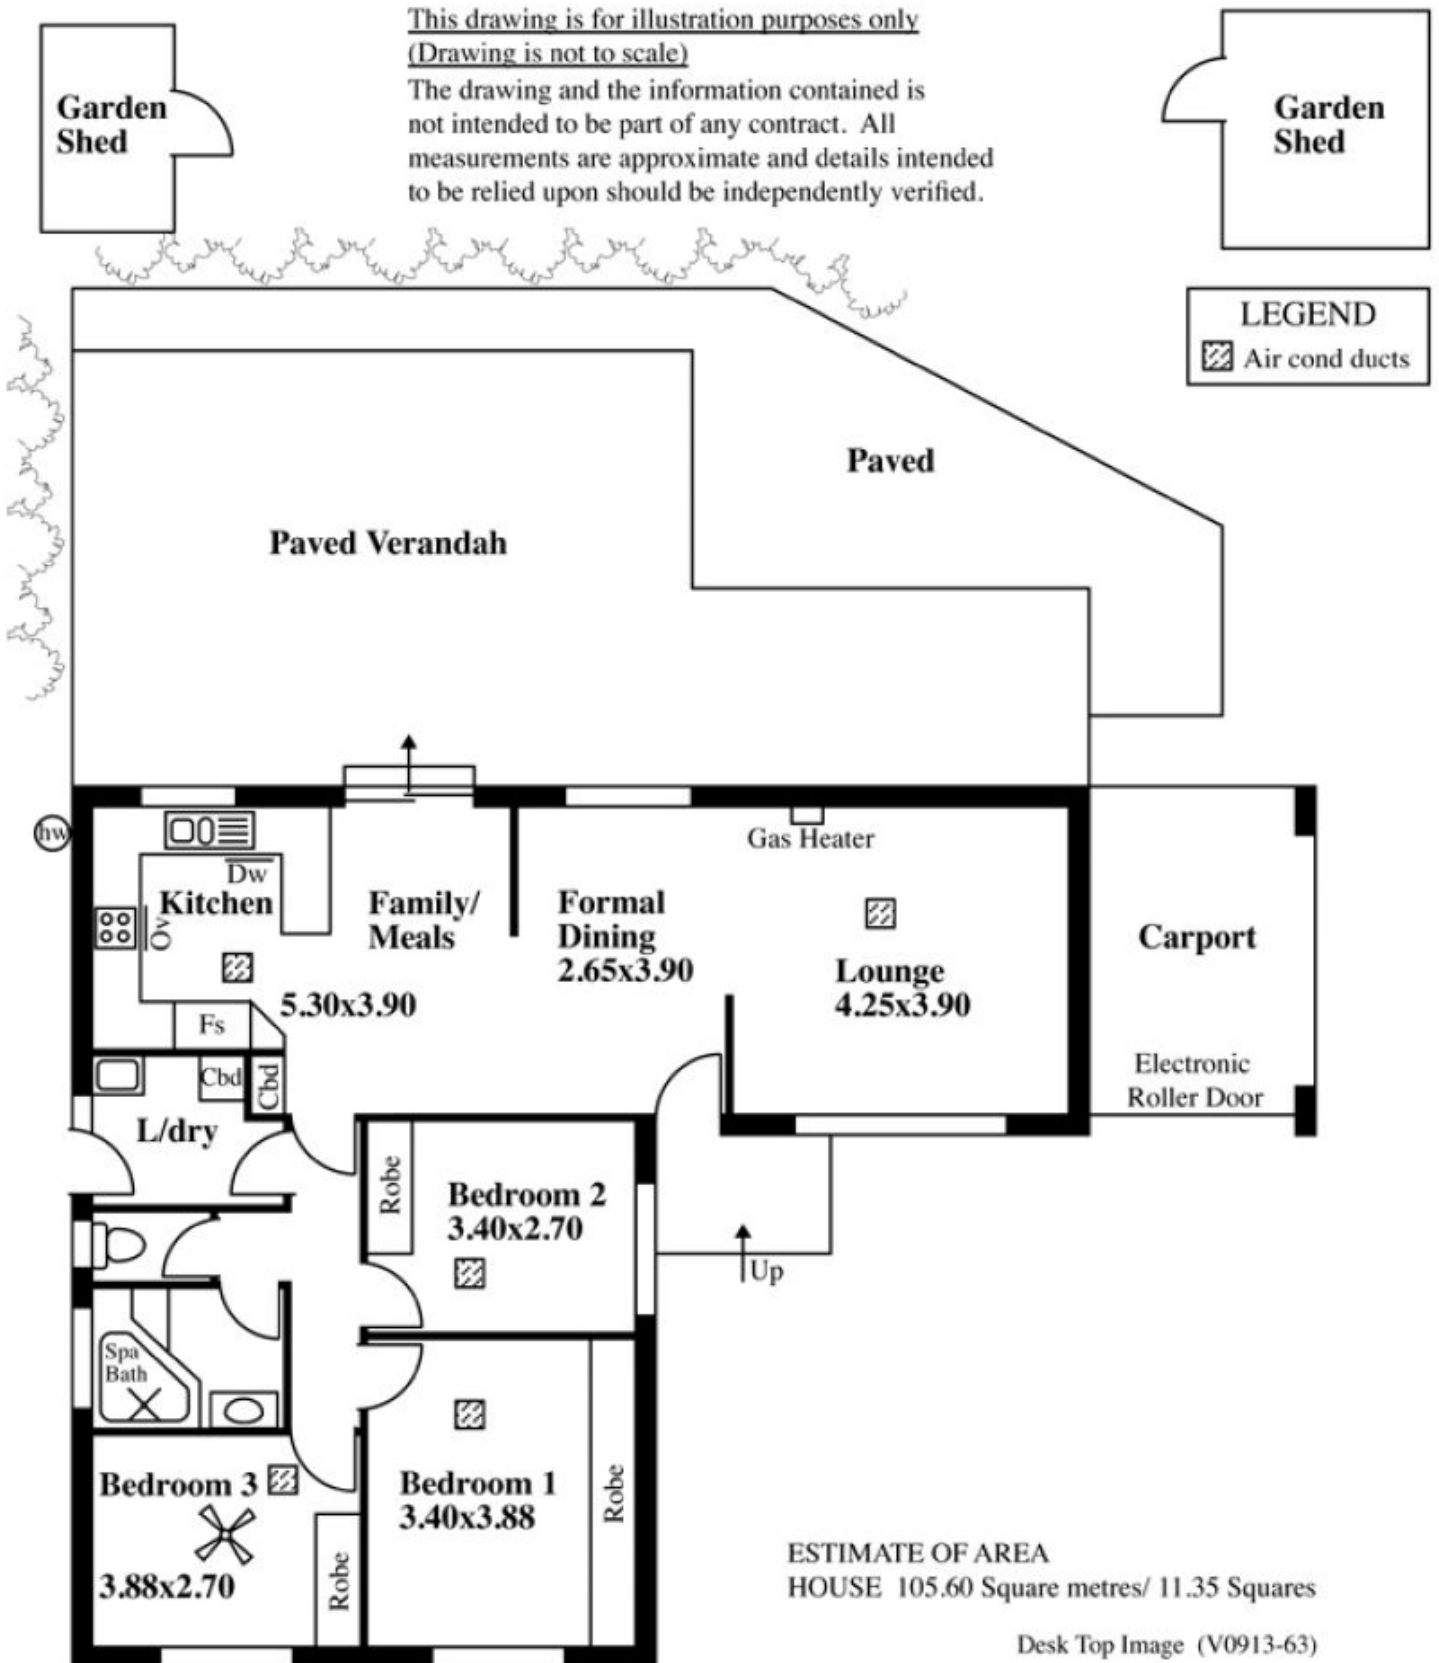 This drawing is for illustration purposes only
(Drawing is not to scale)
The drawing and the information contained is
not intended to be part of any contract. All
measurements are approximate and details intended
to be relied upon should be independently verified.
Garden
Shed
Garden
Shed
LEGEND
Air cond ducts
Paved
Paved Verandah
hw
Gas Heater
Dw
Kitchen
Ov
Family/
Meals
5.30x3.90
Formal
Dining
2.65x3.90
Lounge
4.25x3.90
Carport
Electronic
Roller Door
Fs
Cbd
Cbd
L/dry
Robe
Bedroom 2
3.40x2.70
Up
Spa
Bath
Bedroom 3
3.88x2.70
Robe
Bedroom 1
3.40x3.88
Robe
ESTIMATE OF AREA
HOUSE 105.60 Square metres/ 11.35 Squares
Desk Top Image (V0913-63)